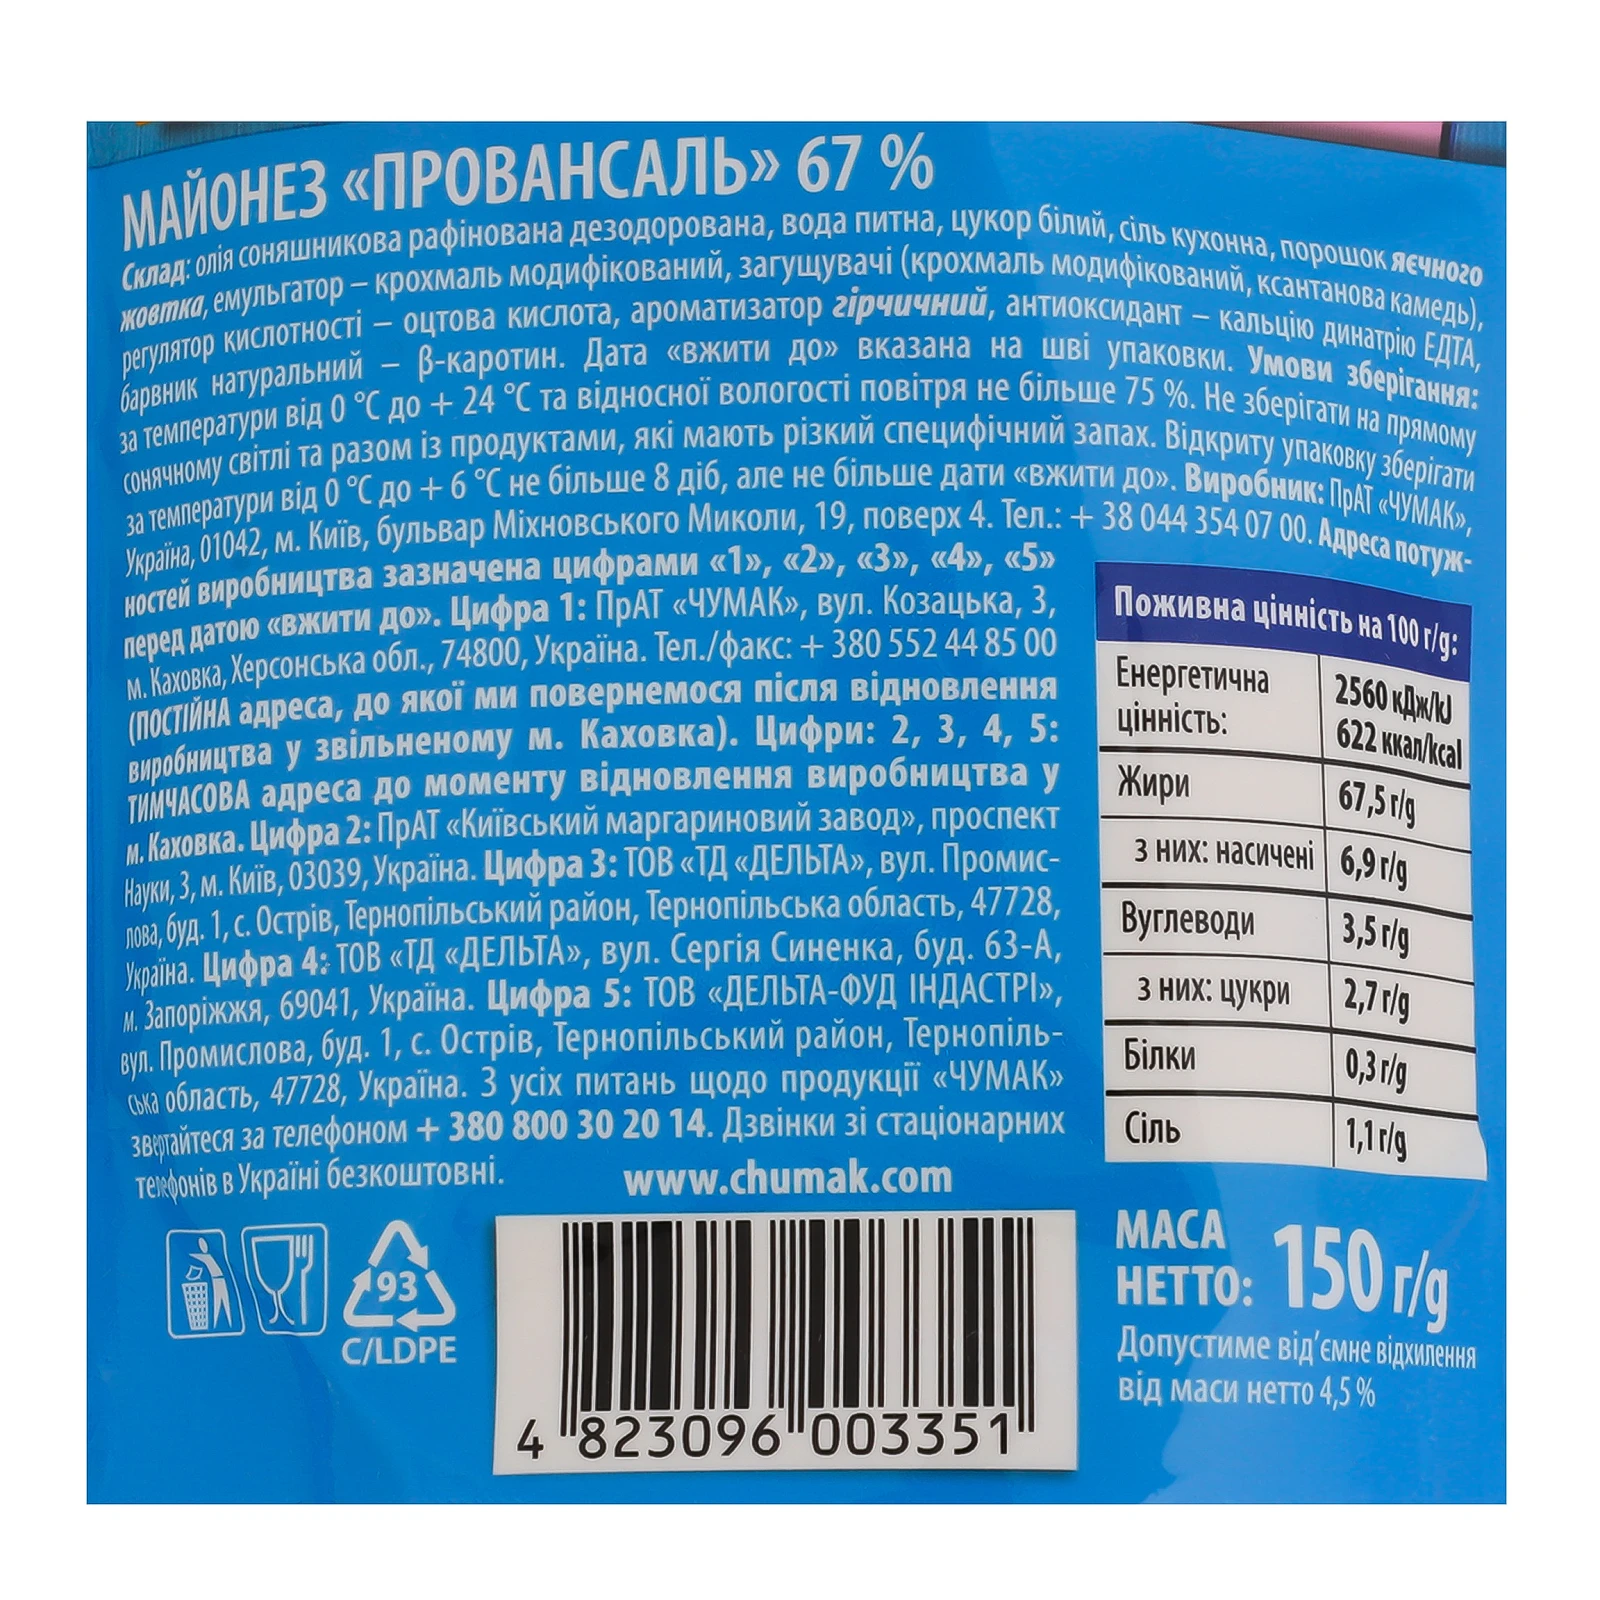 МАЙОНЕЗ «ПРОВАНСАЛЬ» 67 %
Склад: олія соняшникова рафінована дезодорована, вода питна, цукор білий, сіль кухонна, порошок яєчного
жовтка, емульгатор – крохмаль модифікований, загущувачі (крохмаль модифікований, ксантанова камедь),
регулятор кислотності – оцтова кислота, ароматизатор гірчичний, антиоксидант – кальцію динатрію ЕДТА,
барвник натуральний – β-каротин. Дата «вжити до» вказана на шві упаковки. Умови зберігання:
за температури від 0 °С до + 24 °С та відносної вологості повітря не більше 75 %. Не зберігати на прямому
сонячному світлі та разом із продуктами, які мають різкий специфічний запах. Відкриту упаковку зберігати
за температури від 0 °С до + 6 °С не більше 8 діб, але не більше дати «вжити до». Виробник: ПрАТ «ЧУМАК»,
Україна, 01042, м. Київ, бульвар Міхновського Миколи, 19, поверх 4. Тел.: + 38 044 354 07 00. Адреса потуж-
ностей виробництва зазначена цифрами «1», «2», «3», «4», «5»
перед датою «вжити до». Цифра 1: ПрАТ «ЧУМАК», вул. Козацька, 3,
м. Каховка, Херсонська обл., 74800, Україна. Тел./факс: + 380 552 44 85 00
(ПОСТІЙНА адреса, до якої ми повернемося після відновлення
виробництва у звільненому м. Каховка). Цифри: 2, 3, 4, 5:
ТИМЧАСОВА адреса до моменту відновлення виробництва у
м. Каховка. Цифра 2: ПрАТ «Київський маргариновий завод», проспект
Науки, 3, м. Київ, 03039, Україна. Цифра 3: ТОВ «ТД «ДЕЛЬТА», вул. Промис-
лова, буд. 1, с. Острів, Тернопільський район, Тернопільська область, 47728,
Україна. Цифра 4: ТОВ «ТД «ДЕЛЬТА», вул. Сергія Синенка, буд. 63-А,
м. Запоріжжя, 69041, Україна. Цифра 5: ТОВ «ДЕЛЬТА-ФУД ІНДАСТРІ»,
вул. Промислова, буд. 1, с. Острів, Тернопільський район, Тернопіль-
ська область, 47728, Україна. З усіх питань щодо продукції «ЧУМАК»
звертайтеся за телефоном + 380 800 30 20 14. Дзвінки зі стаціонарних
телефонів в Україні безкоштовні.
www.chumak.com
Поживна цінність на 100 г/g:
Енергетична цінність: 2560 кДж/kJ
622 ккал/kcal
Жири 67,5 г/g
з них: насичені 6,9 г/g
Вуглеводи 3,5 г/g
з них: цукри 2,7 г/g
Білки 0,3 г/g
Сіль 1,1 г/g
93
C/LDPE
4 823096 003351
МАСА
НЕТТО: 150 г/g
Допустиме від’ємне відхилення
від маси нетто 4,5 %